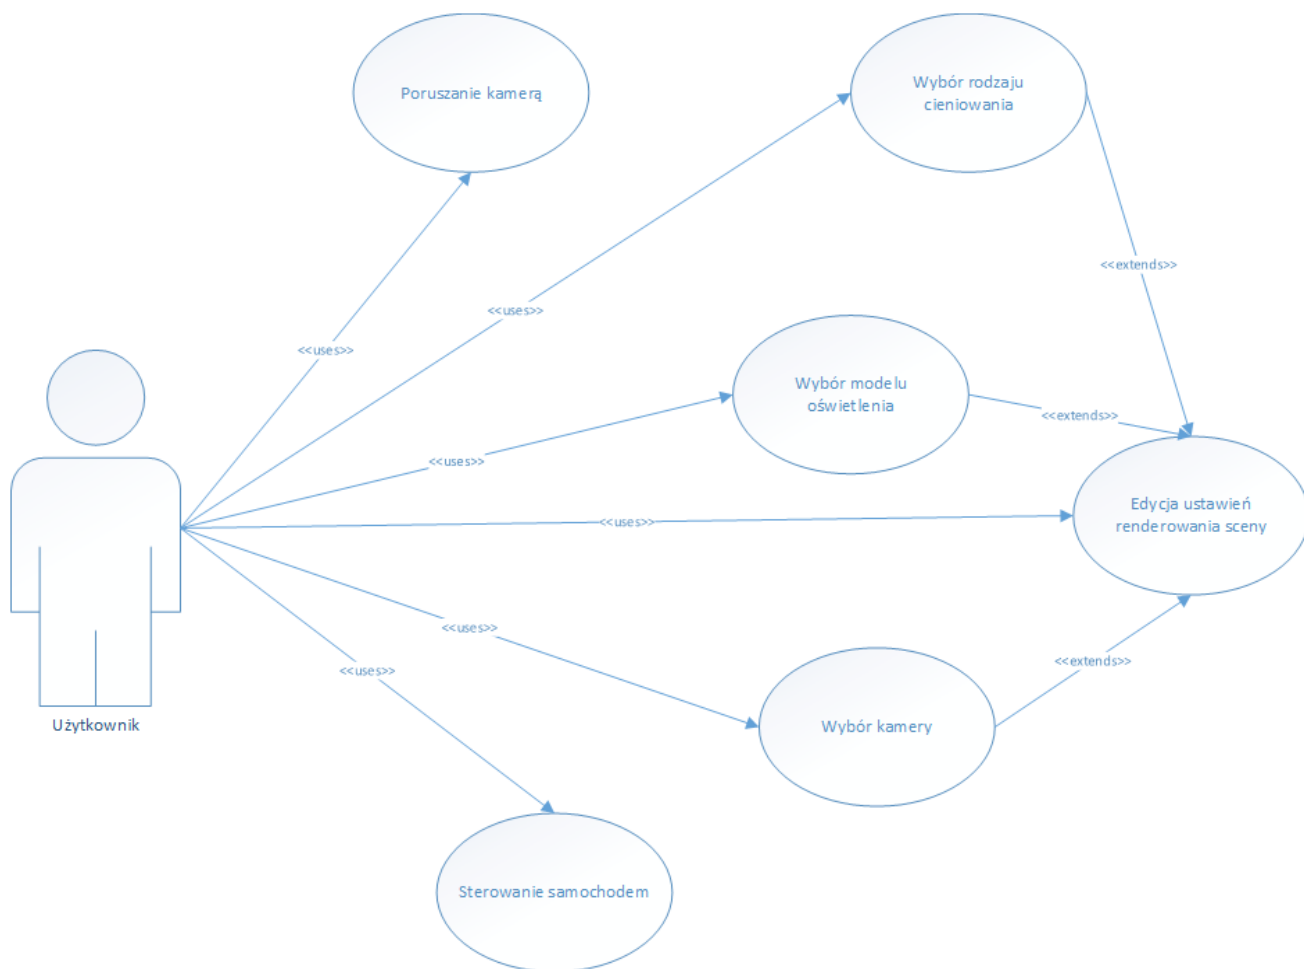 Poruszanie kamerą
Wybór rodzaju
cieniowania
<<extends>>
<<uses>>
<<uses>>
Wybór modelu
oświetlenia
<<extends>>
<<uses>>
<<uses>>
Edycja ustawień
renderowania sceny
<<uses>>
<<extends>>
<<uses>>
Użytkownik
Wybór kamery
Sterowanie samochodem